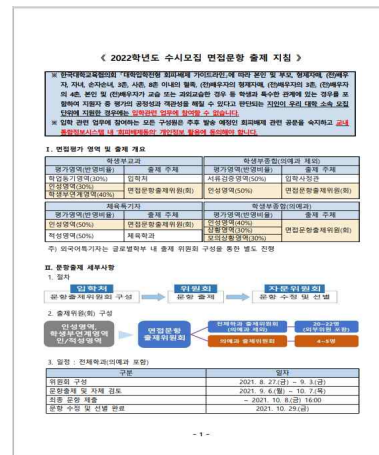 《 2022학년도 수시모집 면접문항 출제 지침 》
※ 한국대학교육협의회 「대학입학전형 회피·배제 가이드라인」에 따라 본인 및 부모, 형제자매, (전)배우
자, 자녀, 손자손녀, 3촌, 사촌, 8촌 이내의 혈족, (전)배우자의 형제자매, (전)배우자의 3촌, (전)배우자
의 4촌, 본인 및 (전)배우자가 교습 또는 과외교습한 경우 등 학생과 특수한 관계에 있는 경우를 포
함하여 지원자 중 평가의 공정성과 객관성을 해칠 수 있다고 판단되는 지인이 우리 대학 소속 모집
단위에 지원한 경우에는 입학관련 업무에 참여할 수 없습니다.
※ 입학 관련 업무에 참여하는 모든 구성원은 추후 발송 예정인 회피배제 관련 공문을 숙지하고 교내
통합정보시스템 내 '회피배제동의' 개인정보 활용에 동의해야 합니다.
Ⅰ. 면접평가 영역 및 출제 개요
학생부교과 학생부종합(의예과 제외)
평가영역(반영비율) 출제 주체 평가영역(반영비율) 출제 주체
학업동기영역(30%) 입학처 서류검증영역(50%) 입학사정관
인성영역(30%) 면접문항출제위원(회) 인성영역(50%) 면접문항출제위원(회)
학생부연계영역(40%)
체육특기자 학생부종합(의예과)
평가영역(반영비율) 출제 주체 평가영역(반영비율) 출제 주체
인성영역(50%) 면접문항출제위원(회) 인성영역(40%) 면접문항출제위원(회)
상황영역(30%)
적성영역(50%) 체육학과 모의상황영역(30%)
주) 외국어특기자는 글로벌학부 내 출제 위원회 구성을 통한 별도 진행
Ⅱ. 문항출제 세부사항
1. 절차
입학처 위원회 자문위원회
문항출제위원회 구성 문항 출제 문항 수정 및 선별
2. 출제위원(회) 구성
인성영역,
학생부연계영역
인/적성영역
면접문항
출제위원회
전체학과 출제위원회
(의예과 제외)
20~22명
(외부위원 포함)
의예과 출제위원회
4~8명
3. 일정 : 전체학과(의예과 포함)
구분 일자
위원회 구성 2021. 8. 27.(금) ~ 9. 3.(금)
문항출제 및 자체 검토 2021. 9. 6.(월) ~ 10. 7.(목)
최종 문항 제출 ~ 2021. 10. 8.(금) 16:00
문항 수정 및 선별 완료 2021. 10. 29.(금)
- 1 -